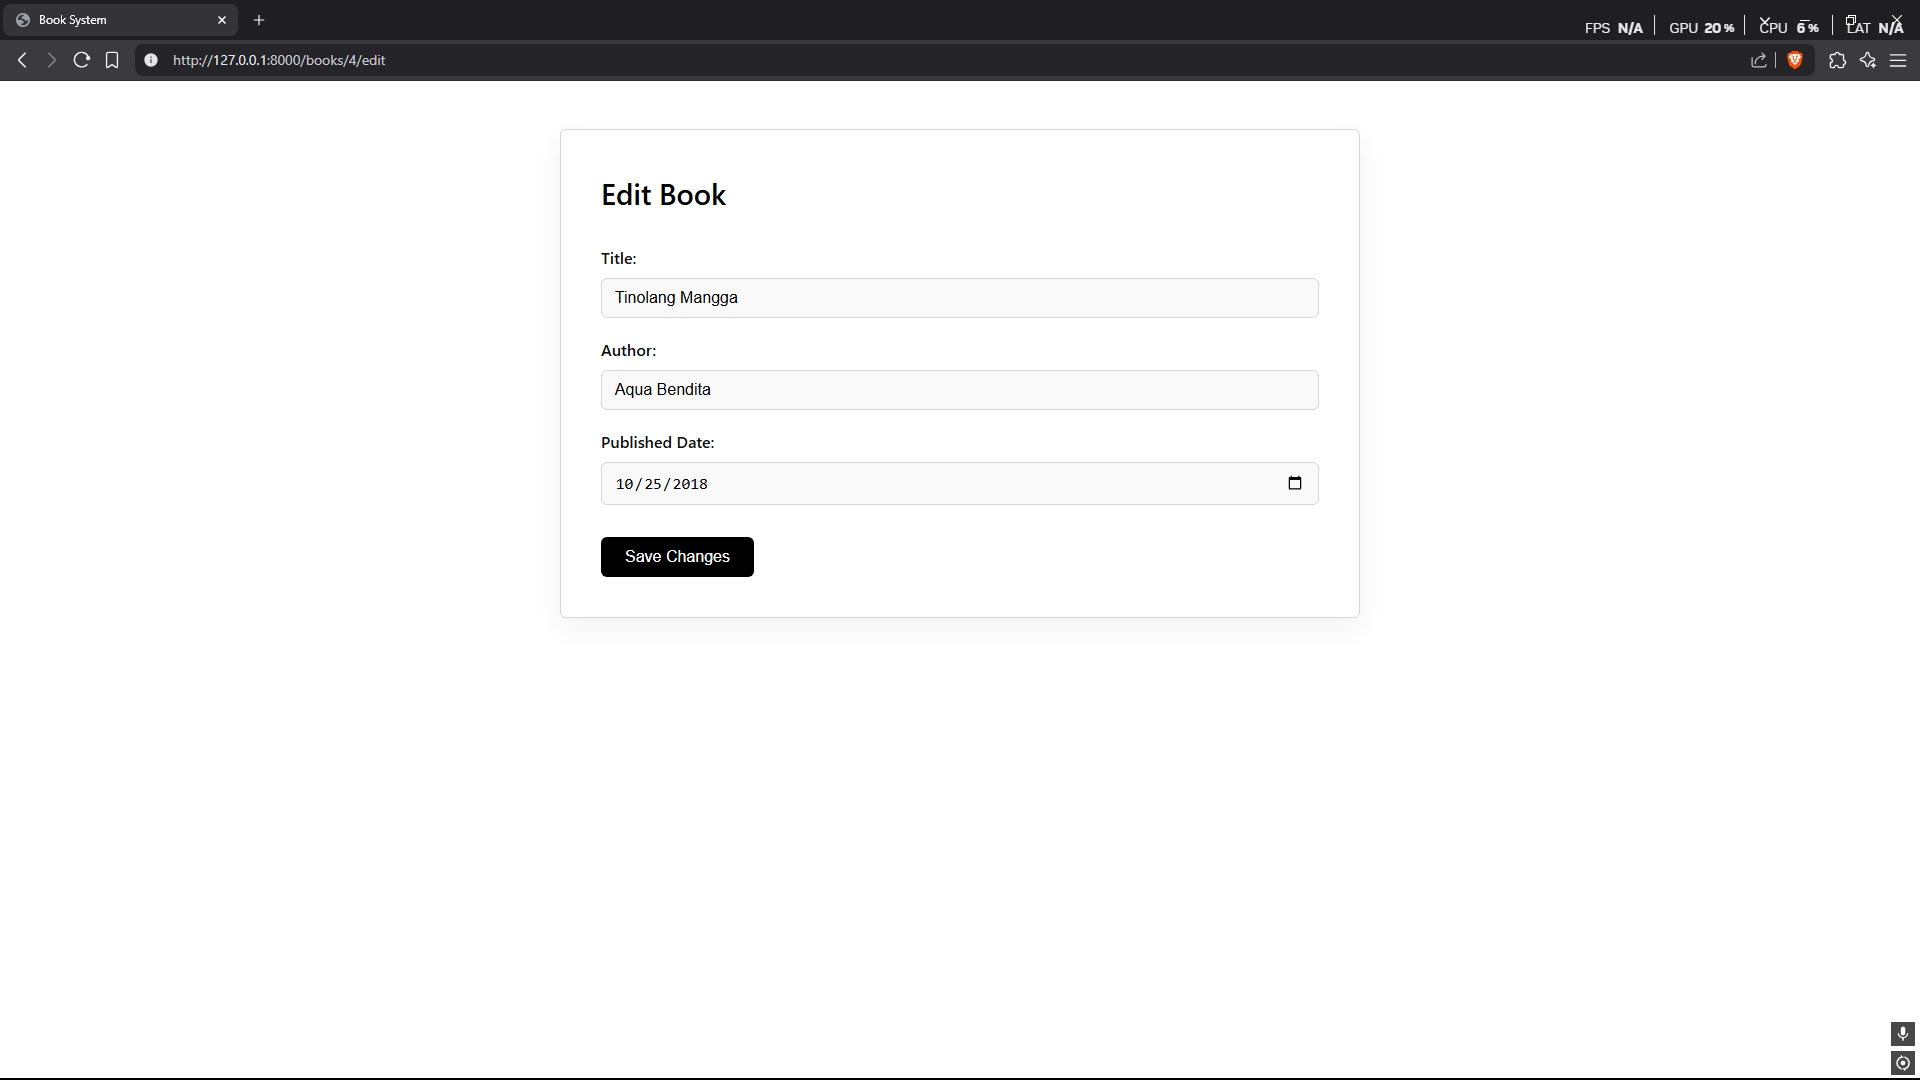 Book System
FPS N/A GPU 20% CPU 6% LAT N/A
http://127.0.0.1:8000/books/4/edit
Edit Book
Title:
Tinolang Mangga
Author:
Aqua Bendita
Published Date:
10/25/2018
Save Changes